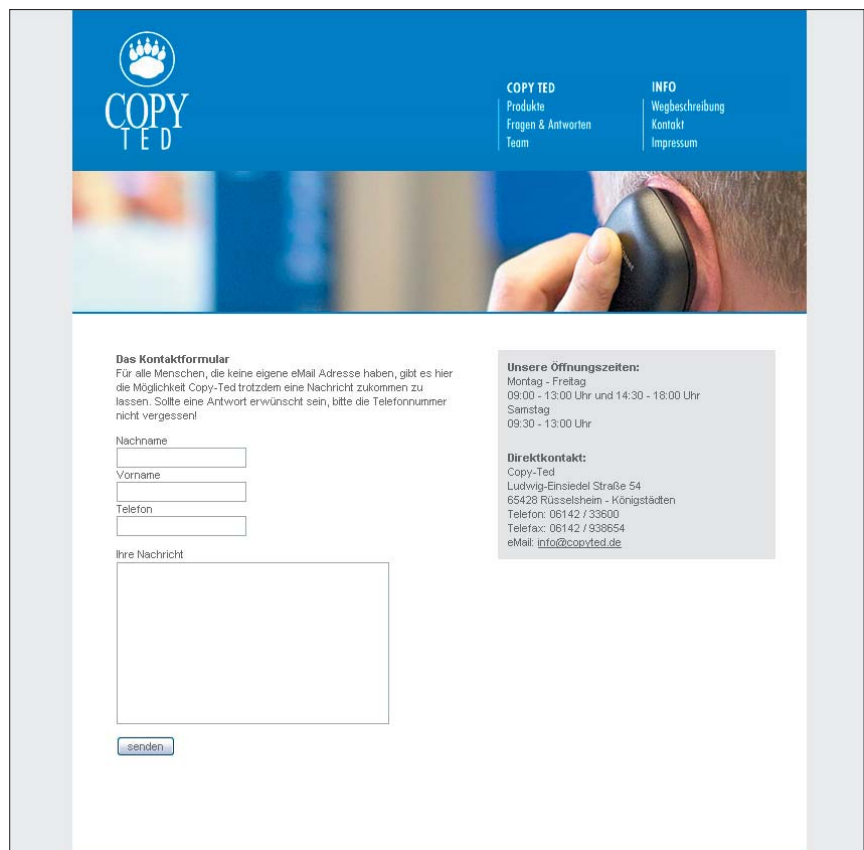 COPY
TED
COPY TED
Produkte
Fragen & Antworten
Team
INFO
Wegbeschreibung
Kontakt
Impressum
Das Kontaktformular
Für alle Menschen, die keine eigene eMail Adresse haben, gibt es hier
die Möglichkeit Copy-Ted trotzdem eine Nachricht zukommen zu
lassen. Sollte eine Antwort erwünscht sein, bitte die Telefonnummer
nicht vergessen!
Nachname
Vorname
Telefon
Ihre Nachricht
senden
Unsere Öffnungszeiten:
Montag - Freitag
09:00 - 13:00 Uhr und 14:30 - 18:00 Uhr
Samstag
09:30 - 13:00 Uhr
Direktkontakt:
Copy-Ted
Ludwig-Einsiedel Straße 54
65428 Rüsselsheim - Königstädten
Telefon: 06142 / 33600
Telefax: 06142 / 938654
eMail: info@copyted.de